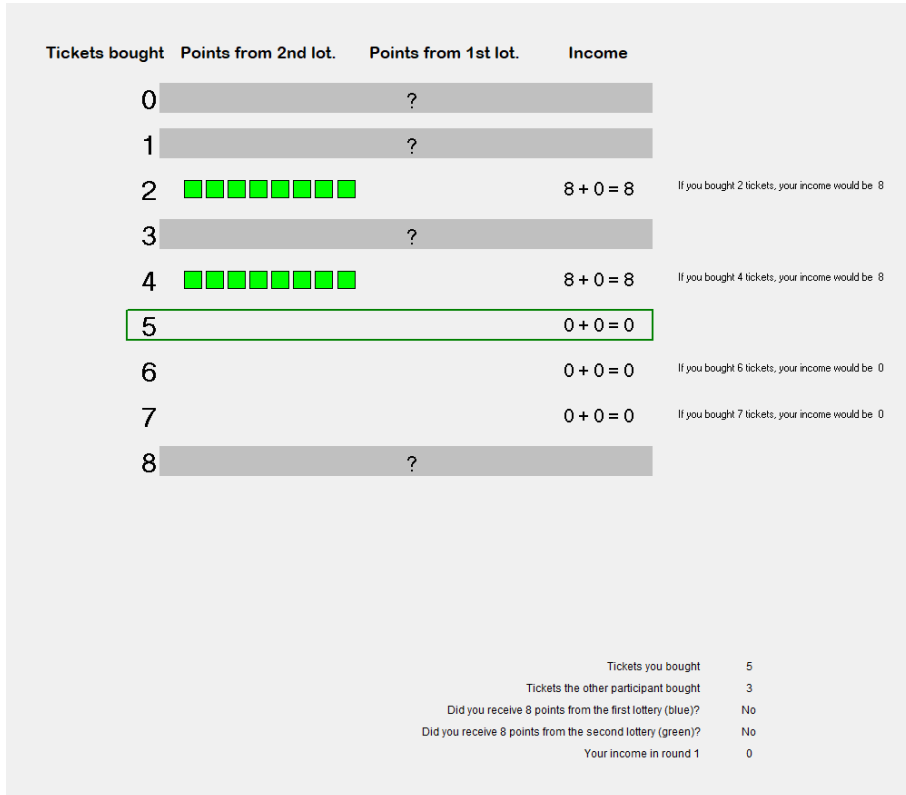 Tickets bought Points from 2nd lot. Points from 1st lot. Income
0 ?
1 ?
2 8 + 0 = 8 If you bought 2 tickets, your income would be 8
3 ?
4 8 + 0 = 8 If you bought 4 tickets, your income would be 8
5 0 + 0 = 0
6 0 + 0 = 0 If you bought 6 tickets, your income would be 0
7 0 + 0 = 0 If you bought 7 tickets, your income would be 0
8 ?
Tickets you bought 5
Tickets the other participant bought 3
Did you receive 8 points from the first lottery (blue)? No
Did you receive 8 points from the second lottery (green)? No
Your income in round 1 0